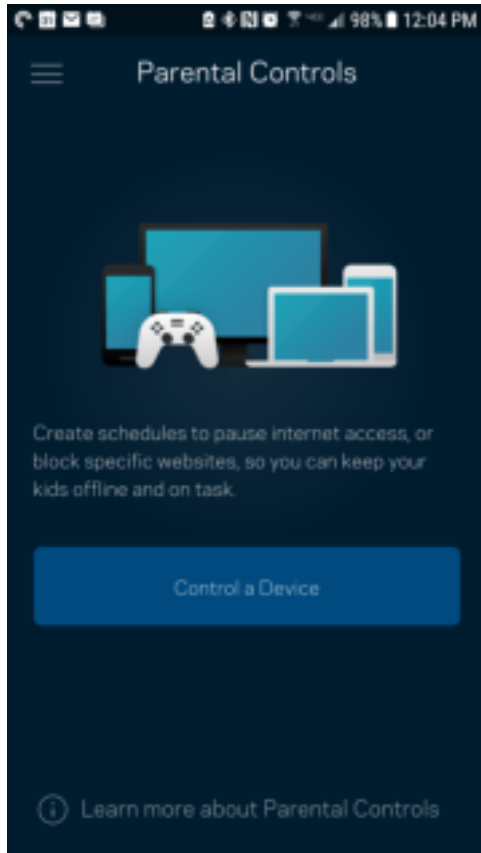 98% 12:04 PM
Parental Controls
Create schedules to pause internet access, or
block specific websites, so you can keep your
kids offline and on task.
Control a Device
Learn more about Parental Controls